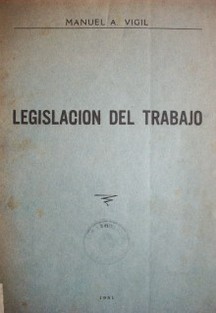 MANUEL A. VIGIL
LEGISLACION DEL TRABAJO